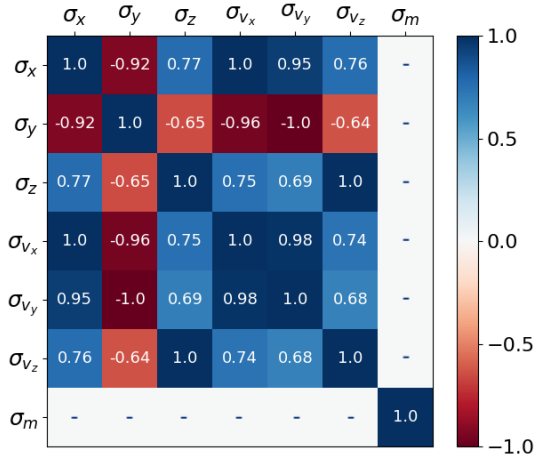 σx σy σz σvx σvy σvz σm
σx 1.0 -0.92 0.77 1.0 0.95 0.76 -
σy -0.92 1.0 -0.65 -0.96 -1.0 -0.64 -
σz 0.77 -0.65 1.0 0.75 0.69 1.0 -
σvx 1.0 -0.96 0.75 1.0 0.98 0.74 -
σvy 0.95 -1.0 0.69 0.98 1.0 0.68 -
σvz 0.76 -0.64 1.0 0.74 0.68 1.0 -
σm - - - - - - 1.0
1.0
0.5
0.0
−0.5
−1.0